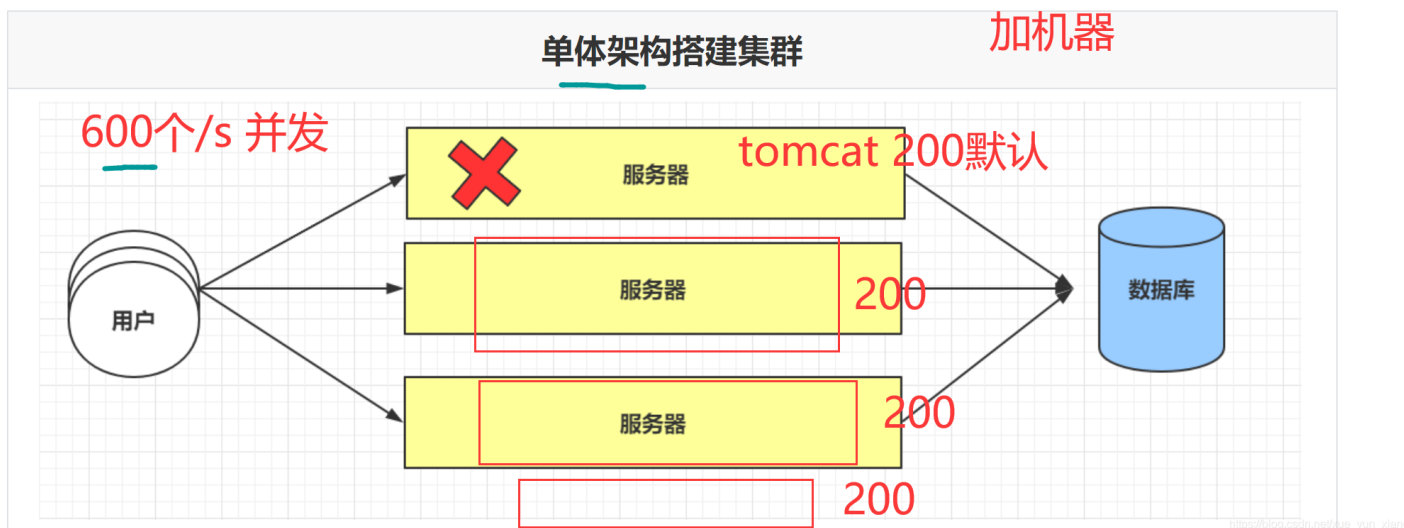 加机器
单体架构搭建集群
600个/s 并发
tomcat 200默认
服务器
服务器
200
用户
数据库
服务器
200
200